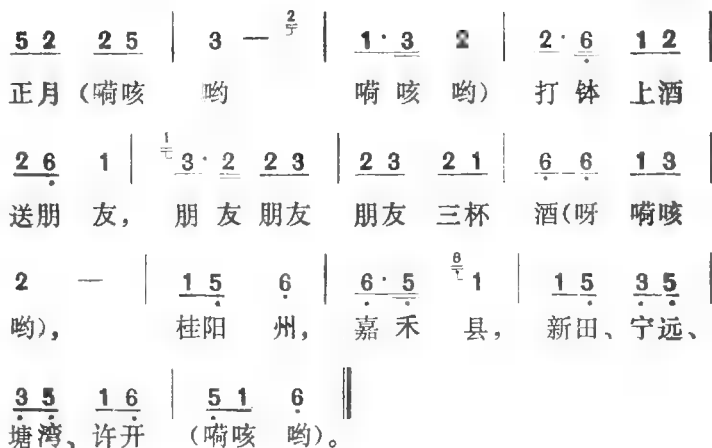 5 2 2 5 | 3 — 2 | 1·3 2 | 2·6 1 2
正月（嗬咳 哟 嗬咳 哟）打钵 上酒
2 6 1 | 1 3·2 2 3 | 2 3 2 1 | 6 6 1 3
送朋 友， 朋友朋友 朋友 三杯 酒（呀 嗬咳
2 — | 1 5 6 | 6·5 6 1 | 1 5 3 5
哟）， 桂阳 州， 嘉禾 县， 新田、宁远、
3 5 1 6 | 5 1 6
塘湾、许开 （嗬咳 哟）。